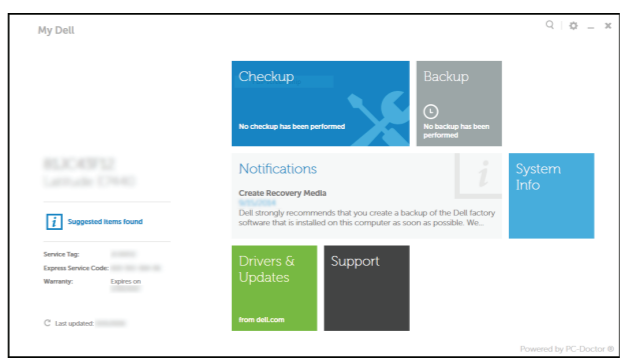 My Dell
Checkup
No checkup has been performed
Backup
No backup has been
performed
Notifications
Create Recovery Media
Dell strongly recommends that you create a backup of the Dell factory
software that is installed on this computer as soon as possible. We...
System
Info
Suggested items found
Service Tag:
Express Service Code:
Warranty: Expires on
Last updated:
Drivers &
Updates
from dell.com
Support
Powered by PC-Doctor ®